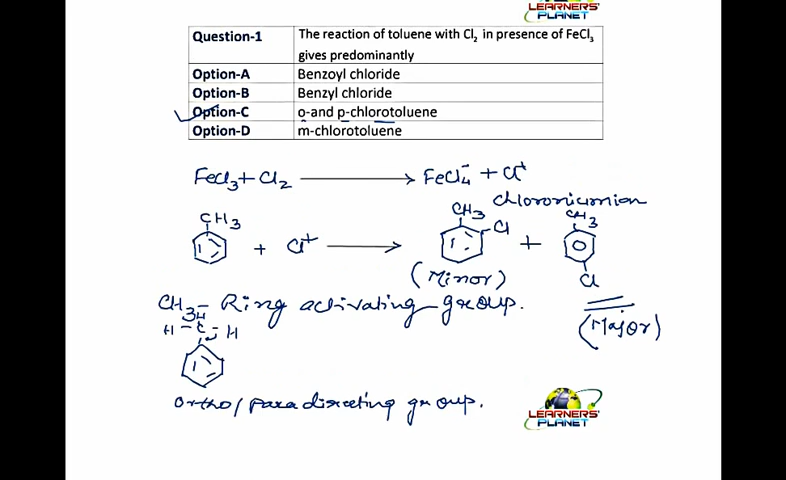 LEARNERS'
PLANET
Question-1 The reaction of toluene with Cl₂ in presence of FeCl₃
gives predominantly
Option-A Benzoyl chloride
Option-B Benzyl chloride
Option-C o-and p-chlorotoluene
Option-D m-chlorotoluene
FeCl₃ + Cl₂ ⟶ FeCl₄⁻ + Cl⁺
chloroniumion
CH₃ CH₃ CH₃
+ Cl⁺ ⟶ Cl +
Cl
(Minor)
(Major)
CH₃– Ring activating group.
H
H – C – H
ortho/para directing group.
LEARNERS'
PLANET